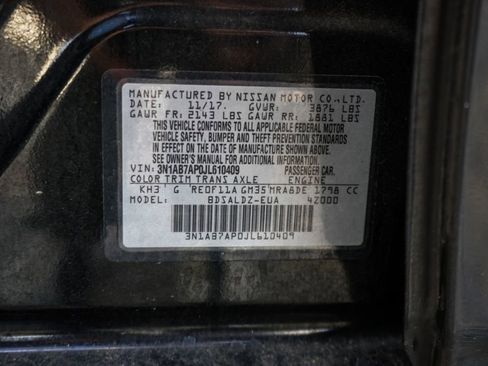 MANUFACTURED BY NISSAN MOTOR CO.,LTD.
DATE: 11/17. GVWR: 3876 LBS
GAWR FR: 2143 LBS GAWR RR: 1881 LBS
THIS VEHICLE CONFORMS TO ALL APPLICABLE FEDERAL MOTOR
VEHICLE SAFETY, BUMPER AND THEFT PREVENTION STANDARDS
IN EFFECT ON THE DATE OF MANUFACTURE SHOWN ABOVE.
SEE OWNER'S MANUAL FOR ADDITIONAL INFORMATION.
VIN: 3N1AB7AP0JL610409 PASSENGER CAR.
COLOR TRIM TRANS AXLE ENGINE
KH3 G RE0F11A GM35 MRA8DE 1798 CC
MODEL: BDSALDZ-EUA 4Z000
3N1AB7AP0JL610409